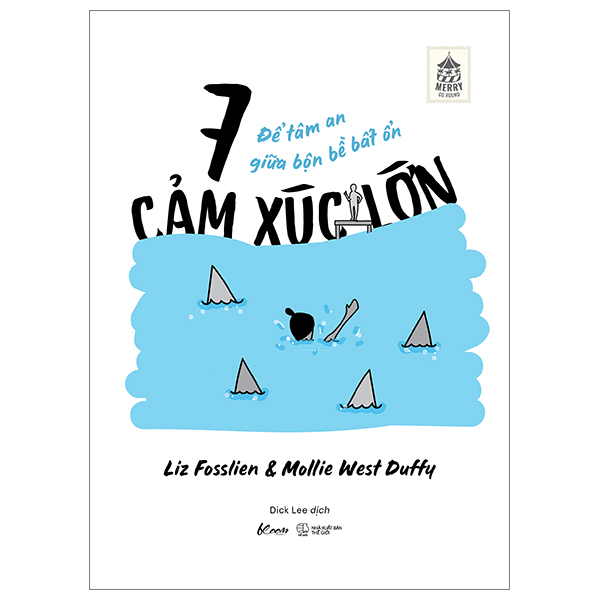 MERRY
GO ROUND
7
Để tâm an
giữa bộn bề bất ổn
CẢM XÚC LỚN
Liz Fosslien & Mollie West Duffy
Dick Lee dịch
bloom
NHÀ XUẤT BẢN
THẾ GIỚI